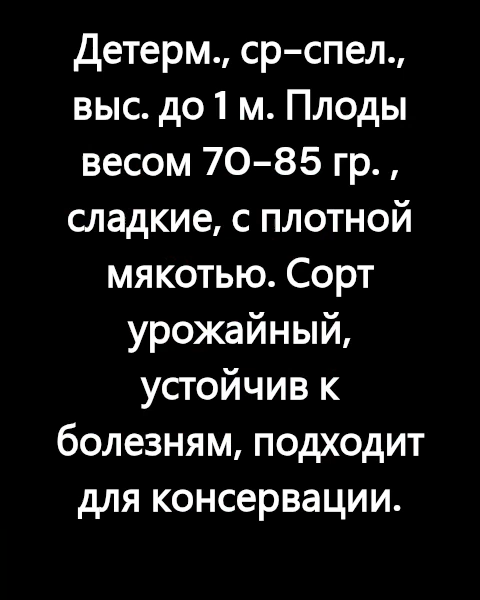 Детерм., ср-спел.,
выс. до 1 м. Плоды
весом 70-85 гр. ,
сладкие, с плотной
мякотью. Сорт
урожайный,
устойчив к
болезням, подходит
для консервации.